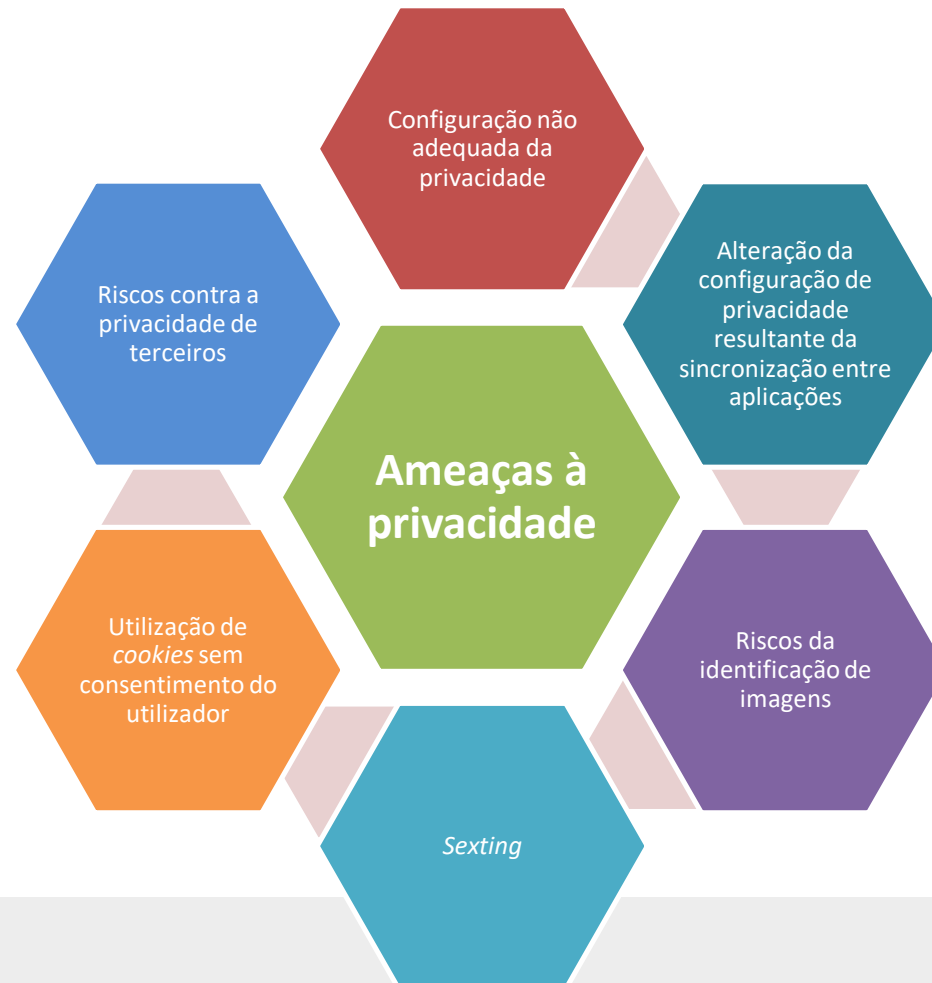 Configuração não
adequada da
privacidade
Alteração da
configuração de
privacidade
resultante da
sincronização entre
aplicações
Riscos contra a
privacidade de
terceiros
Ameaças à
privacidade
Riscos da
identificação de
imagens
Utilização de
cookies sem
consentimento do
utilizador
Sexting